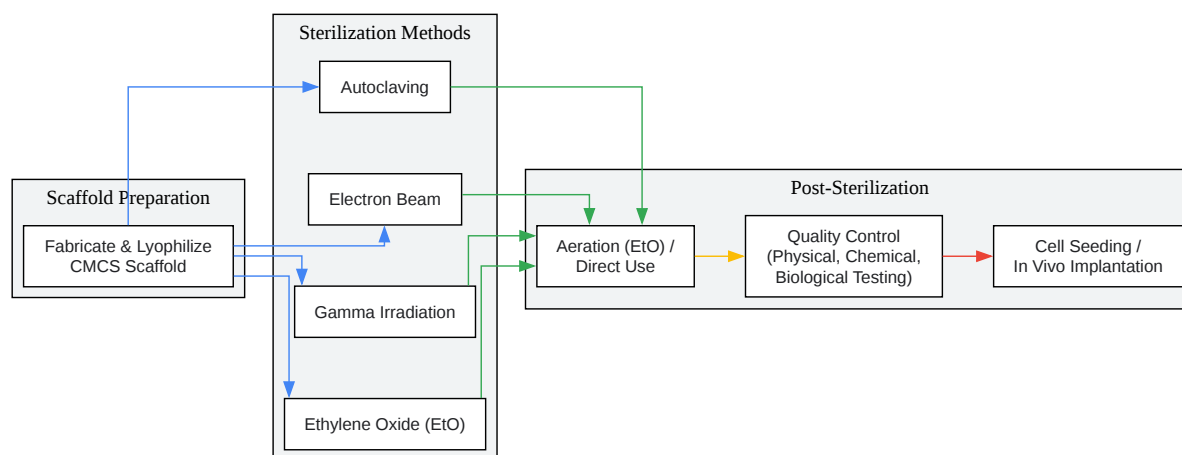 Sterilization Methods
Autoclaving
Scaffold Preparation
Fabricate & Lyophilize
CMCS Scaffold
Electron Beam
Gamma Irradiation
Ethylene Oxide (EtO)
Post-Sterilization
Aeration (EtO) /
Direct Use
Quality Control
(Physical, Chemical,
Biological Testing)
Cell Seeding /
In Vivo Implantation